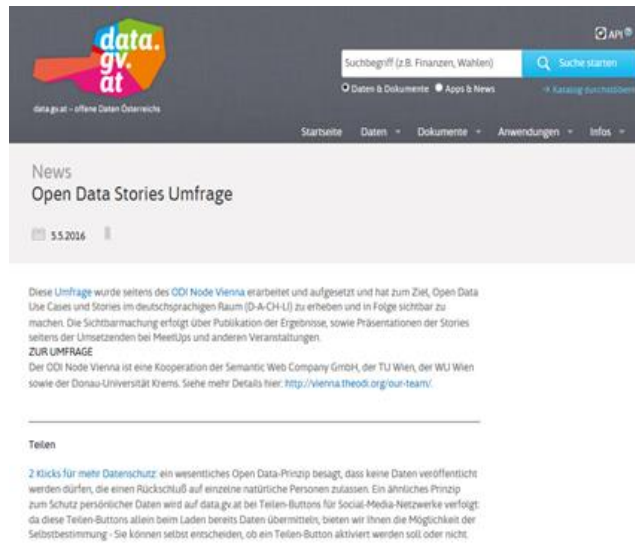 data.
gv.
at
data.gv.at – offene Daten Österreichs
API
Suchbegriff (z.B. Finanzen, Wahlen)
Suche starten
Daten & Dokumente Apps & News
→ Katalog durchstöbern
Startseite Daten Dokumente Anwendungen Infos
News
Open Data Stories Umfrage
5.5.2016
Diese Umfrage wurde seitens des ODI Node Vienna erarbeitet und aufgesetzt und hat zum Ziel, Open Data
Use Cases und Stories im deutschsprachigen Raum (D-A-CH-LI) zu erheben und in Folge sichtbar zu
machen. Die Sichtbarmachung erfolgt über Publikation der Ergebnisse, sowie Präsentationen der Stories
seitens der Umsetzenden bei MeetUps und anderen Veranstaltungen.
ZUR UMFRAGE
Der ODI Node Vienna ist eine Kooperation der Semantic Web Company GmbH, der TU Wien, der WU Wien
sowie der Donau-Universität Krems. Siehe mehr Details hier: http://vienna.theodi.org/our-team/.
Teilen
2 Klicks für mehr Datenschutz: ein wesentliches Open Data-Prinzip besagt, dass keine Daten veröffentlicht
werden dürfen, die einen Rückschluß auf einzelne natürliche Personen zulassen. Ein ähnliches Prinzip
zum Schutz persönlicher Daten wird auf data.gv.at bei Teilen-Buttons für Social-Media-Netzwerke verfolgt:
da diese Teilen-Buttons allein beim Laden bereits Daten übermitteln, bieten wir Ihnen die Möglichkeit der
Selbstbestimmung - Sie können selbst entscheiden, ob ein Teilen-Button aktiviert werden soll oder nicht.